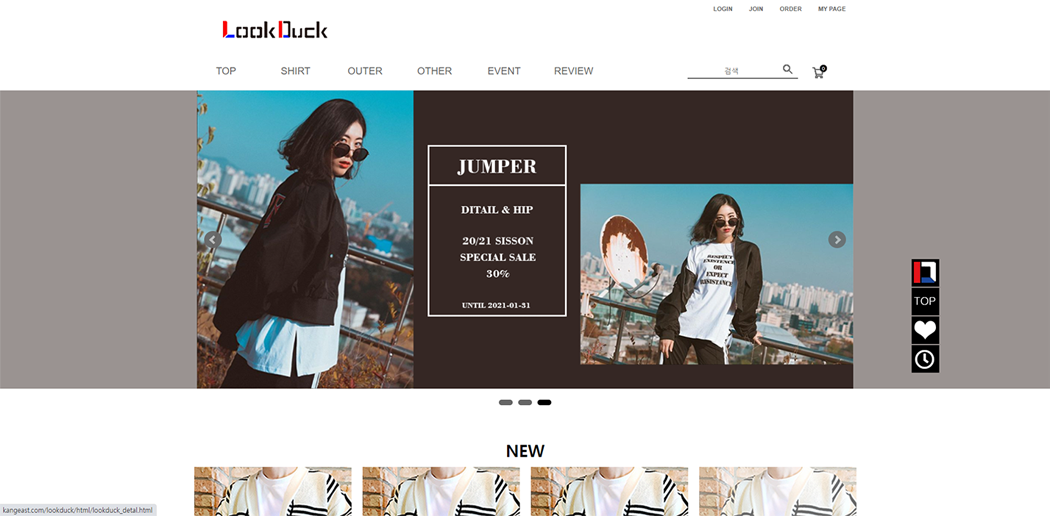 LOGIN JOIN ORDER MY PAGE
LookDuck
TOP SHIRT OUTER OTHER EVENT REVIEW
검색
0
JUMPER
DITAIL & HIP
20/21 SISSON
SPECIAL SALE
30%
UNTIL 2021-01-31
RESPECT
EXISTENCE
OR
EXPECT
RESISTANCE
TOP
NEW
kangeast.com/lookduck/html/lookduck_detal.html